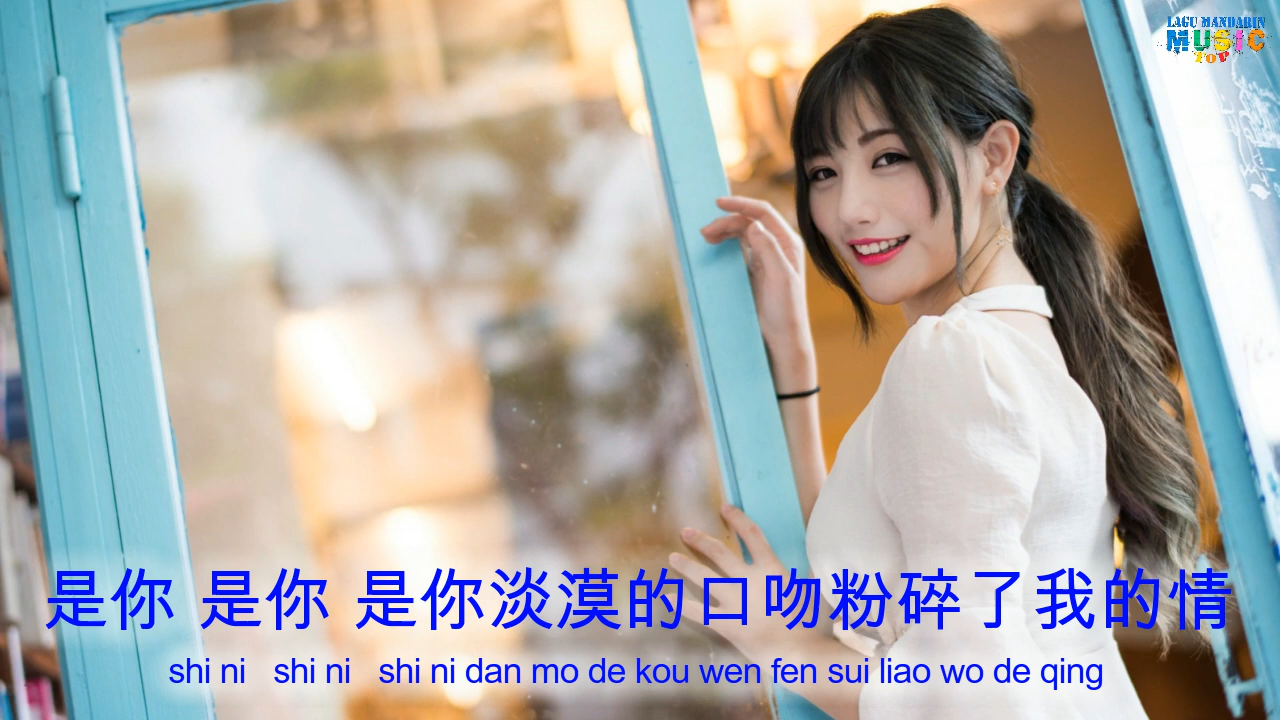 LAGU MANDARIN
MUSIC
TOP
是你 是你 是你淡漠的口吻粉碎了我的情
shi ni shi ni shi ni dan mo de kou wen fen sui liao wo de qing